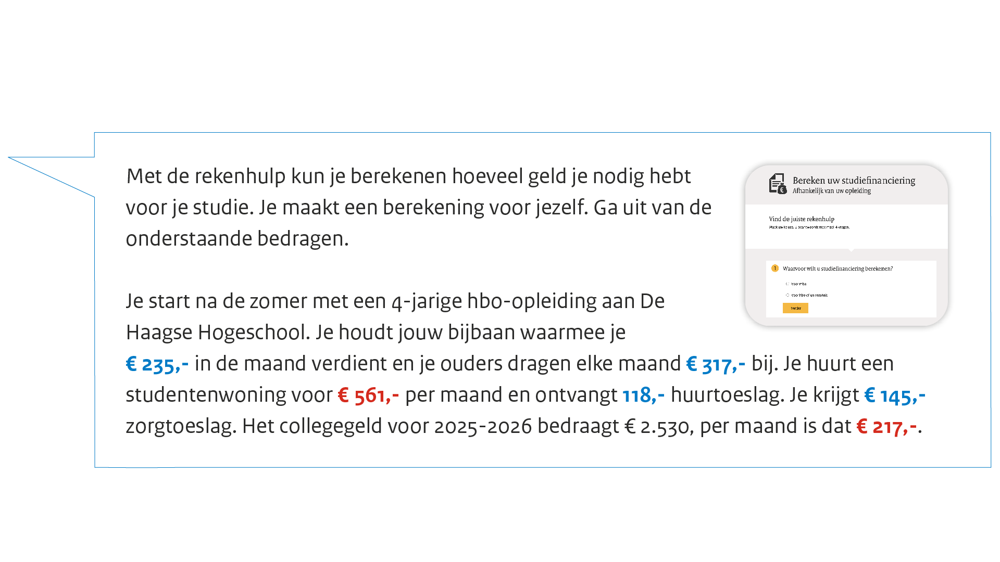 Met de rekenhulp kun je berekenen hoeveel geld je nodig hebt
voor je studie. Je maakt een berekening voor jezelf. Ga uit van de
onderstaande bedragen.
Je start na de zomer met een 4-jarige hbo-opleiding aan De
Haagse Hogeschool. Je houdt jouw bijbaan waarmee je
€ 235,- in de maand verdient en je ouders dragen elke maand € 317,- bij. Je huurt een
studentenwoning voor € 561,- per maand en ontvangt 118,- huurtoeslag. Je krijgt € 145,-
zorgtoeslag. Het collegegeld voor 2025-2026 bedraagt € 2.530, per maand is dat € 217,-.
Bereken uw studiefinanciering
Afhankelijk van uw opleiding
Vind de juiste rekenhulp
Maak uw keuze. U beantwoordt maximaal 4 vragen.
1 Waarvoor wilt u studiefinanciering berekenen?
Voor mbo
Voor hbo of universiteit
Verder